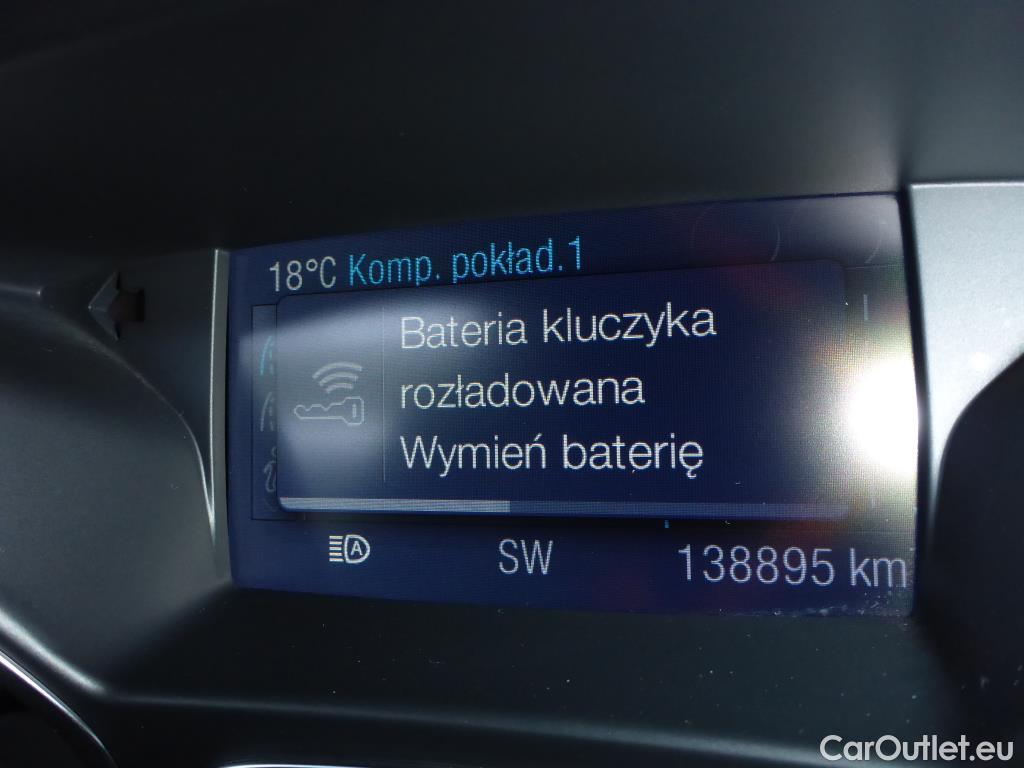 18°C Komp. pokład.1
Bateria kluczyka
rozładowana
Wymień baterię
A
SW 138895 km
CarOutlet.eu